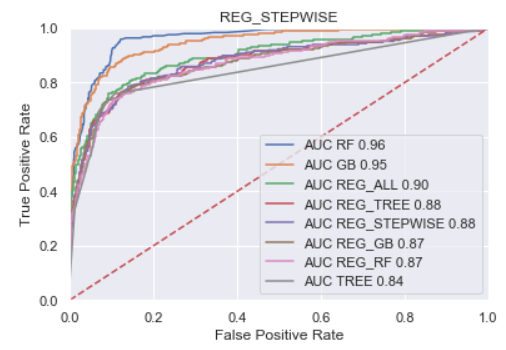 REG_STEPWISE
1.0
0.8
0.6
0.4
0.2
0.0
True Positive Rate
AUC RF 0.96
AUC GB 0.95
AUC REG_ALL 0.90
AUC REG_TREE 0.88
AUC REG_STEPWISE 0.88
AUC REG_GB 0.87
AUC REG_RF 0.87
AUC TREE 0.84
0.0 0.2 0.4 0.6 0.8 1.0
False Positive Rate